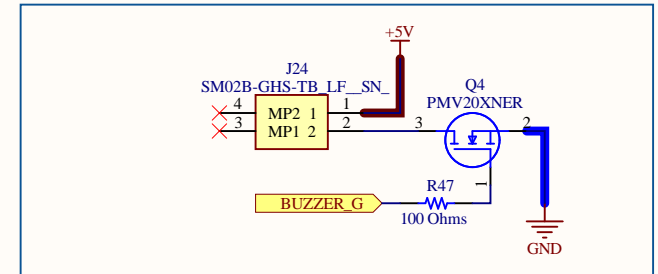 +5V
J24
SM02B-GHS-TB_LF__SN_
Q4
PMV20XNER
4 MP2 1 1
3 MP1 2 2
3
2
1
R47
BUZZER_G
100 Ohms
GND